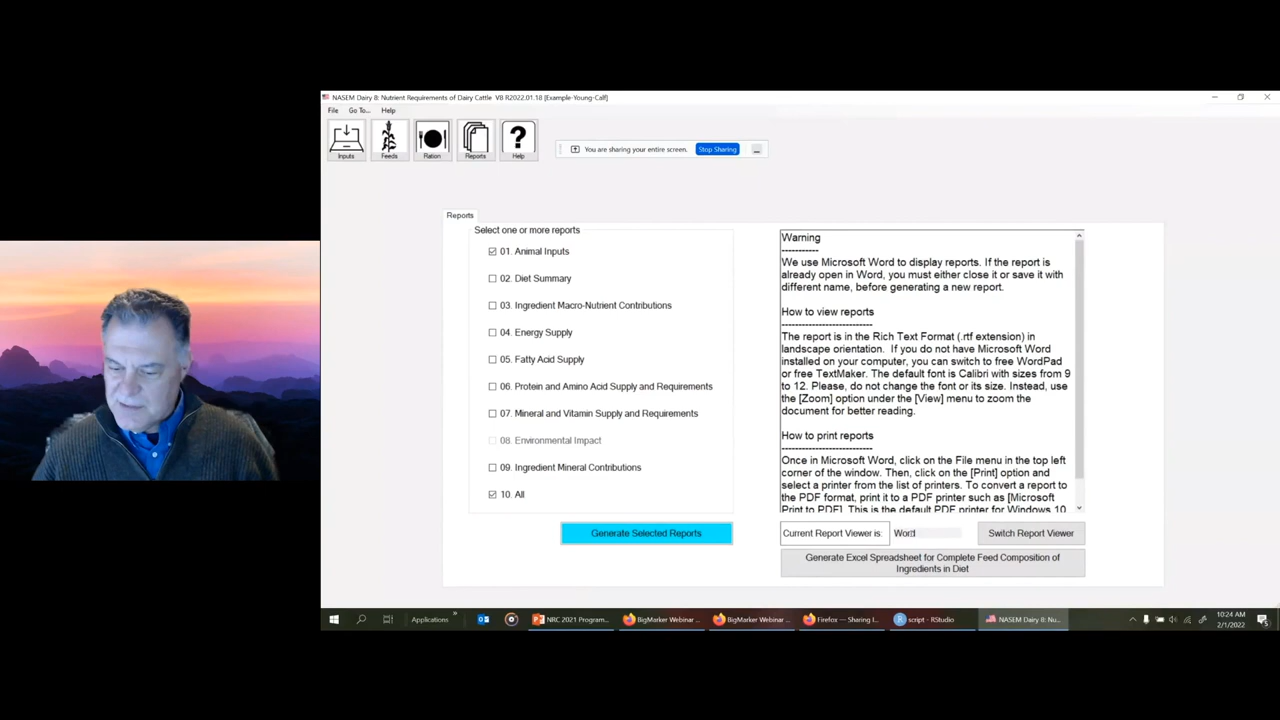 NASEM Dairy 8: Nutrient Requirements of Dairy Cattle V8 R2022.01.18 [Example-Young-Calf]
File Go To... Help
Inputs Feeds Ration Reports Help
You are sharing your entire screen. Stop Sharing
Reports
Select one or more reports
01. Animal Inputs
02. Diet Summary
03. Ingredient Macro-Nutrient Contributions
04. Energy Supply
05. Fatty Acid Supply
06. Protein and Amino Acid Supply and Requirements
07. Mineral and Vitamin Supply and Requirements
08. Environmental Impact
09. Ingredient Mineral Contributions
10. All
Generate Selected Reports
Warning
-----------
We use Microsoft Word to display reports. If the report is
already open in Word, you must either close it or save it with
different name, before generating a new report.
How to view reports
--------------------------
The report is in the Rich Text Format (.rtf extension) in
landscape orientation. If you do not have Microsoft Word
installed on your computer, you can switch to free WordPad
or free TextMaker. The default font is Calibri with sizes from 9
to 12. Please, do not change the font or its size. Instead, use
the [Zoom] option under the [View] menu to zoom the
document for better reading.
How to print reports
--------------------------
Once in Microsoft Word, click on the File menu in the top left
corner of the window. Then, click on the [Print] option and
select a printer from the list of printers. To convert a report to
the PDF format, print it to a PDF printer such as [Microsoft
Print to PDF]. This is the default PDF printer for Windows 10
Current Report Viewer is: Word Switch Report Viewer
Generate Excel Spreadsheet for Complete Feed Composition of
Ingredients in Diet
Applications
NRC 2021 Program...
BigMarker Webinar ...
BigMarker Webinar ...
Firefox — Sharing I...
script - RStudio
NASEM Dairy 8: Nu...
10:24 AM
2/1/2022